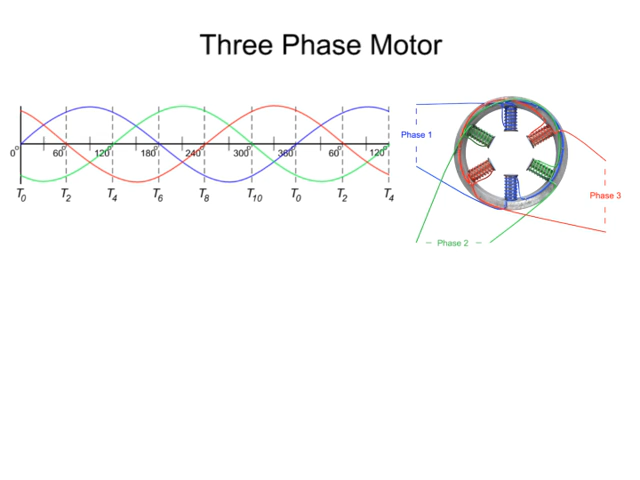 Three Phase Motor
0° 60° 120° 180° 240° 300° 360° 60° 120°
T0 T2 T4 T6 T8 T10 T0 T2 T4
Phase 1
Phase 2
Phase 3